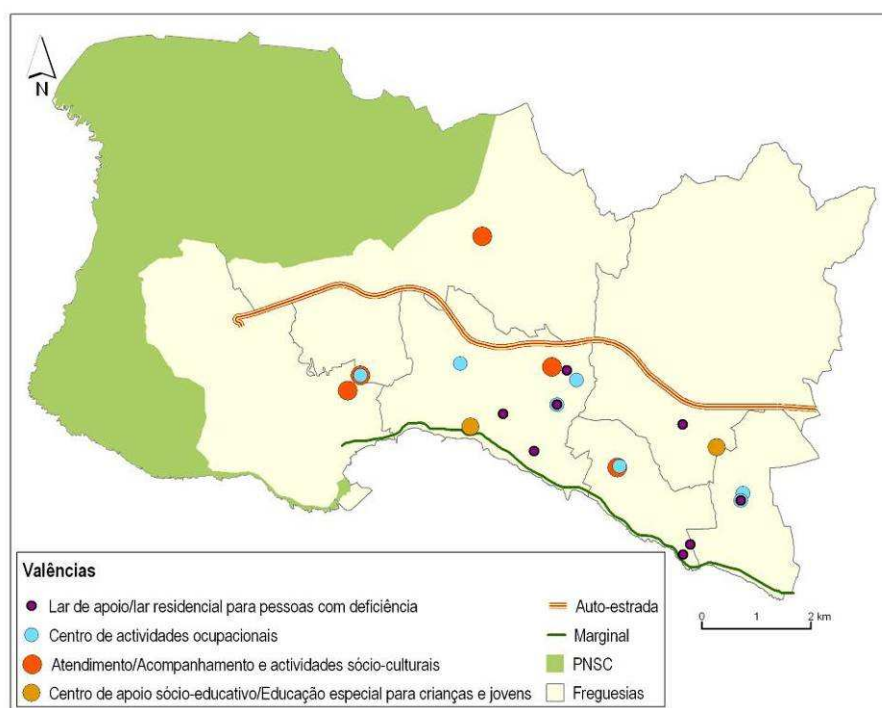 N
Valências
Lar de apoio/lar residencial para pessoas com deficiência
Centro de actividades ocupacionais
Atendimento/Acompanhamento e actividades sócio-culturais
Centro de apoio sócio-educativo/Educação especial para crianças e jovens
Auto-estrada
Marginal
PNSC
Freguesias
0 1 2 km